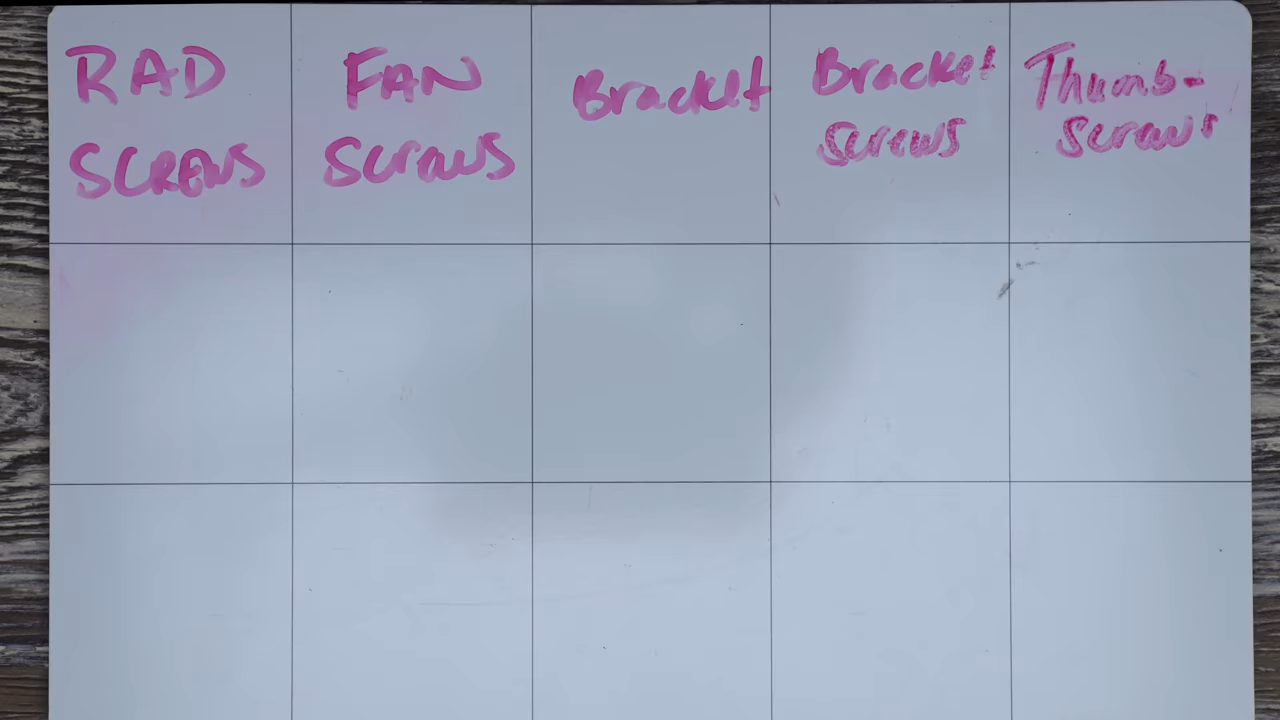 RAD
SCREWS
FAN
SCREWS
Bracket
Bracket
screws
Thumb-
screws